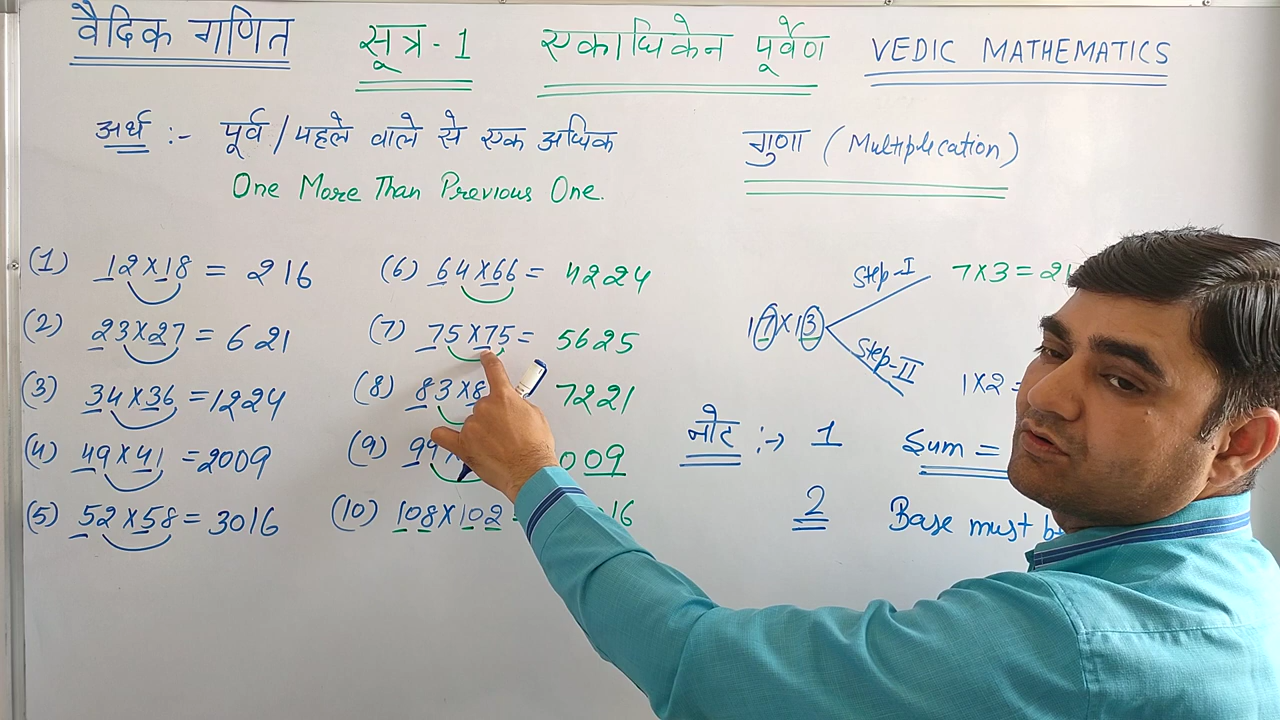 वैदिक गणित सूत्र-1 एकाधिकेन पूर्वेण VEDIC MATHEMATICS
अर्थ :- पूर्व/पहले वाले से एक अधिक
One More Than Previous One.
गुणा (Multiplication)
(1) 12×18 = 216
(2) 23×27 = 621
(3) 34×36 = 1224
(4) 49×41 = 2009
(5) 52×58 = 3016
(6) 64×66 = 4224
(7) 75×75 = 5625
(8) 83×8 7221
(9) 99 009
(10) 108×102 = 16
17×13
Step-I 7×3 = 21
Step-II 1×2 =
नोट :→ 1 Sum =
2 Base must